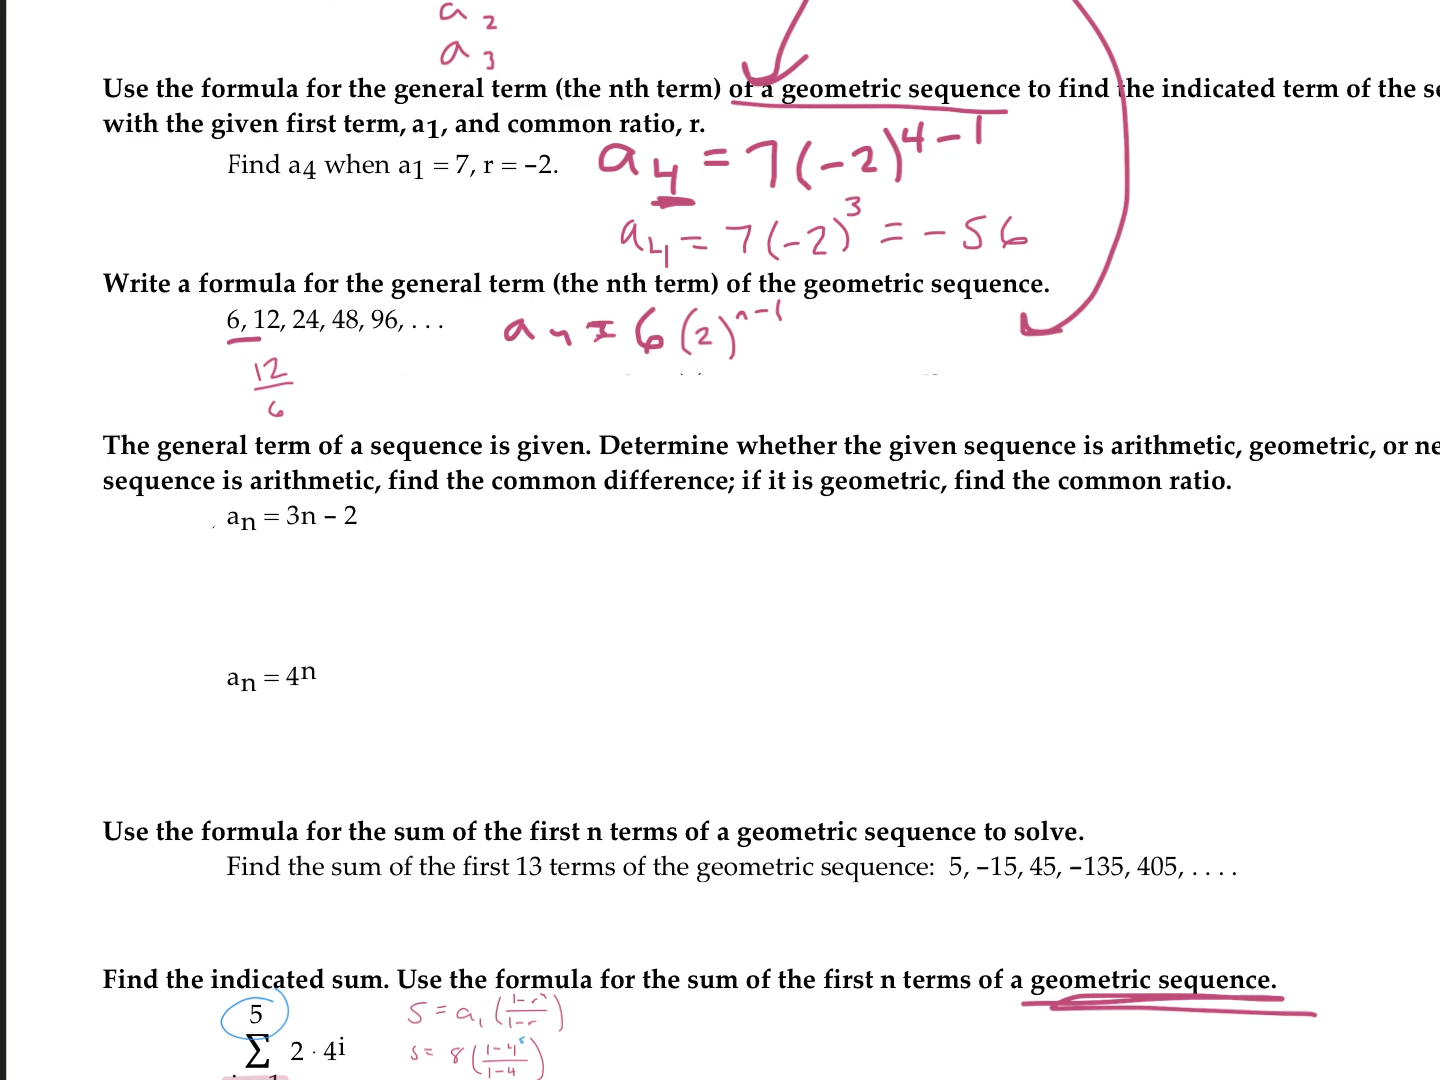 a2
a3
Use the formula for the general term (the nth term) of a geometric sequence to find the indicated term of the se
with the given first term, a1, and common ratio, r.
Find a4 when a1 = 7, r = –2.
a4 = 7(-2)^4-1
a4 = 7(-2)^3 = -56
Write a formula for the general term (the nth term) of the geometric sequence.
6, 12, 24, 48, 96, . . .
an = 6(2)^n-1
12
6
The general term of a sequence is given. Determine whether the given sequence is arithmetic, geometric, or ne
sequence is arithmetic, find the common difference; if it is geometric, find the common ratio.
an = 3n – 2
an = 4^n
Use the formula for the sum of the first n terms of a geometric sequence to solve.
Find the sum of the first 13 terms of the geometric sequence: 5, –15, 45, –135, 405, . . . .
Find the indicated sum. Use the formula for the sum of the first n terms of a geometric sequence.
5
Σ 2 · 4^i
S = a1 (1-r^n / 1-r)
S = 8 (1-4^5 / 1-4)